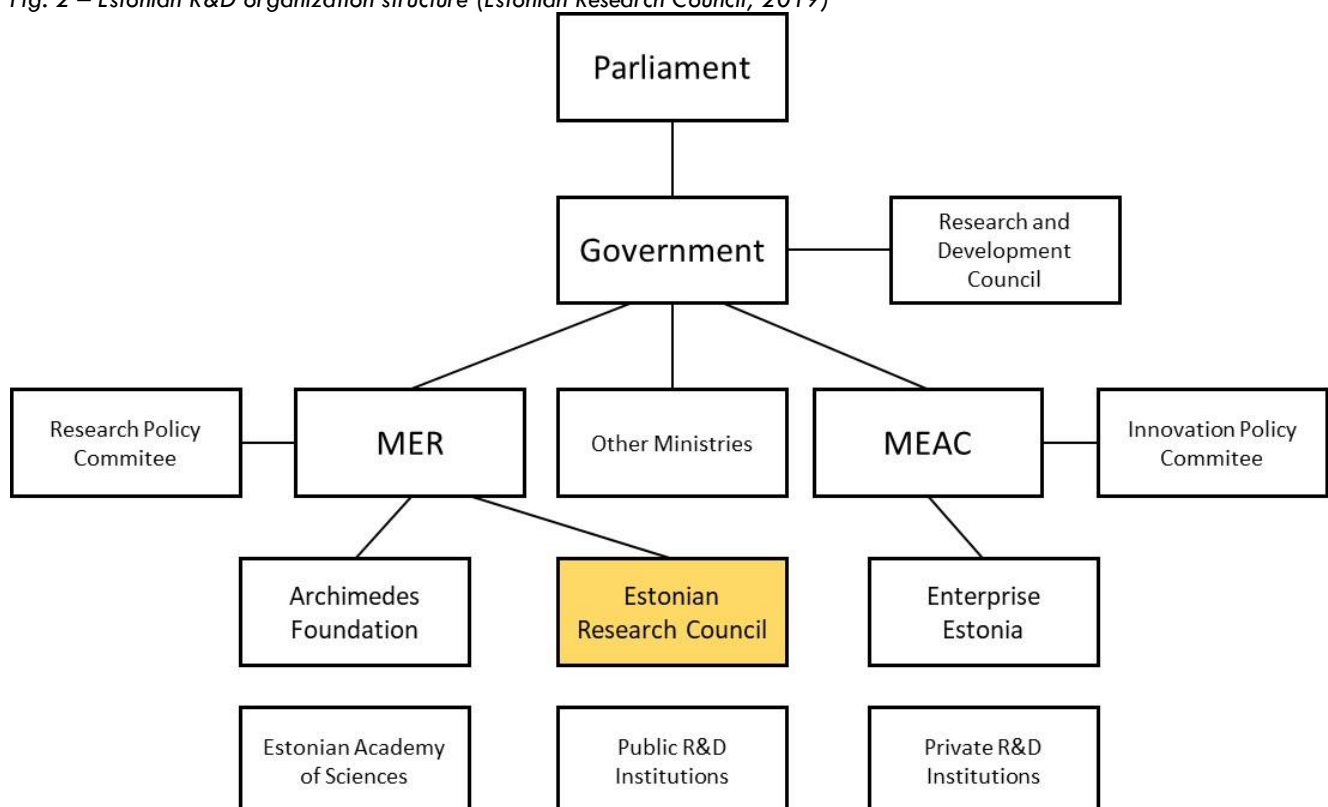 Fig. 2 – Estonian R&D organization structure (Estonian Research Council, 2019)
Parliament
Government
Research and
Development
Council
Research Policy
Commitee
MER
Other Ministries
MEAC
Innovation Policy
Commitee
Archimedes
Foundation
Estonian
Research Council
Enterprise
Estonia
Estonian Academy
of Sciences
Public R&D
Institutions
Private R&D
Institutions